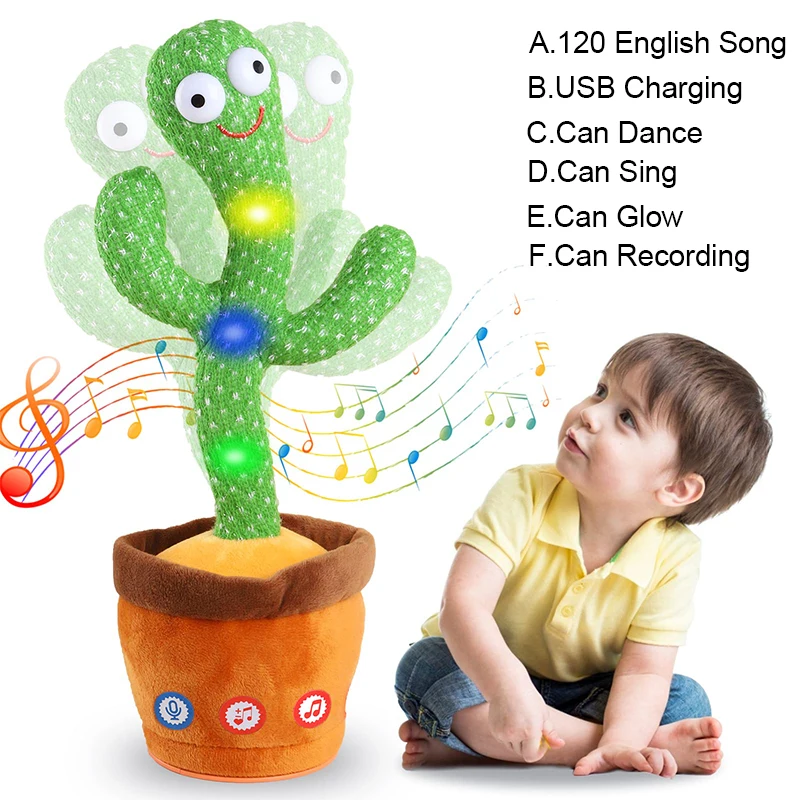 A.120 English Song
B.USB Charging
C.Can Dance
D.Can Sing
E.Can Glow
F.Can Recording